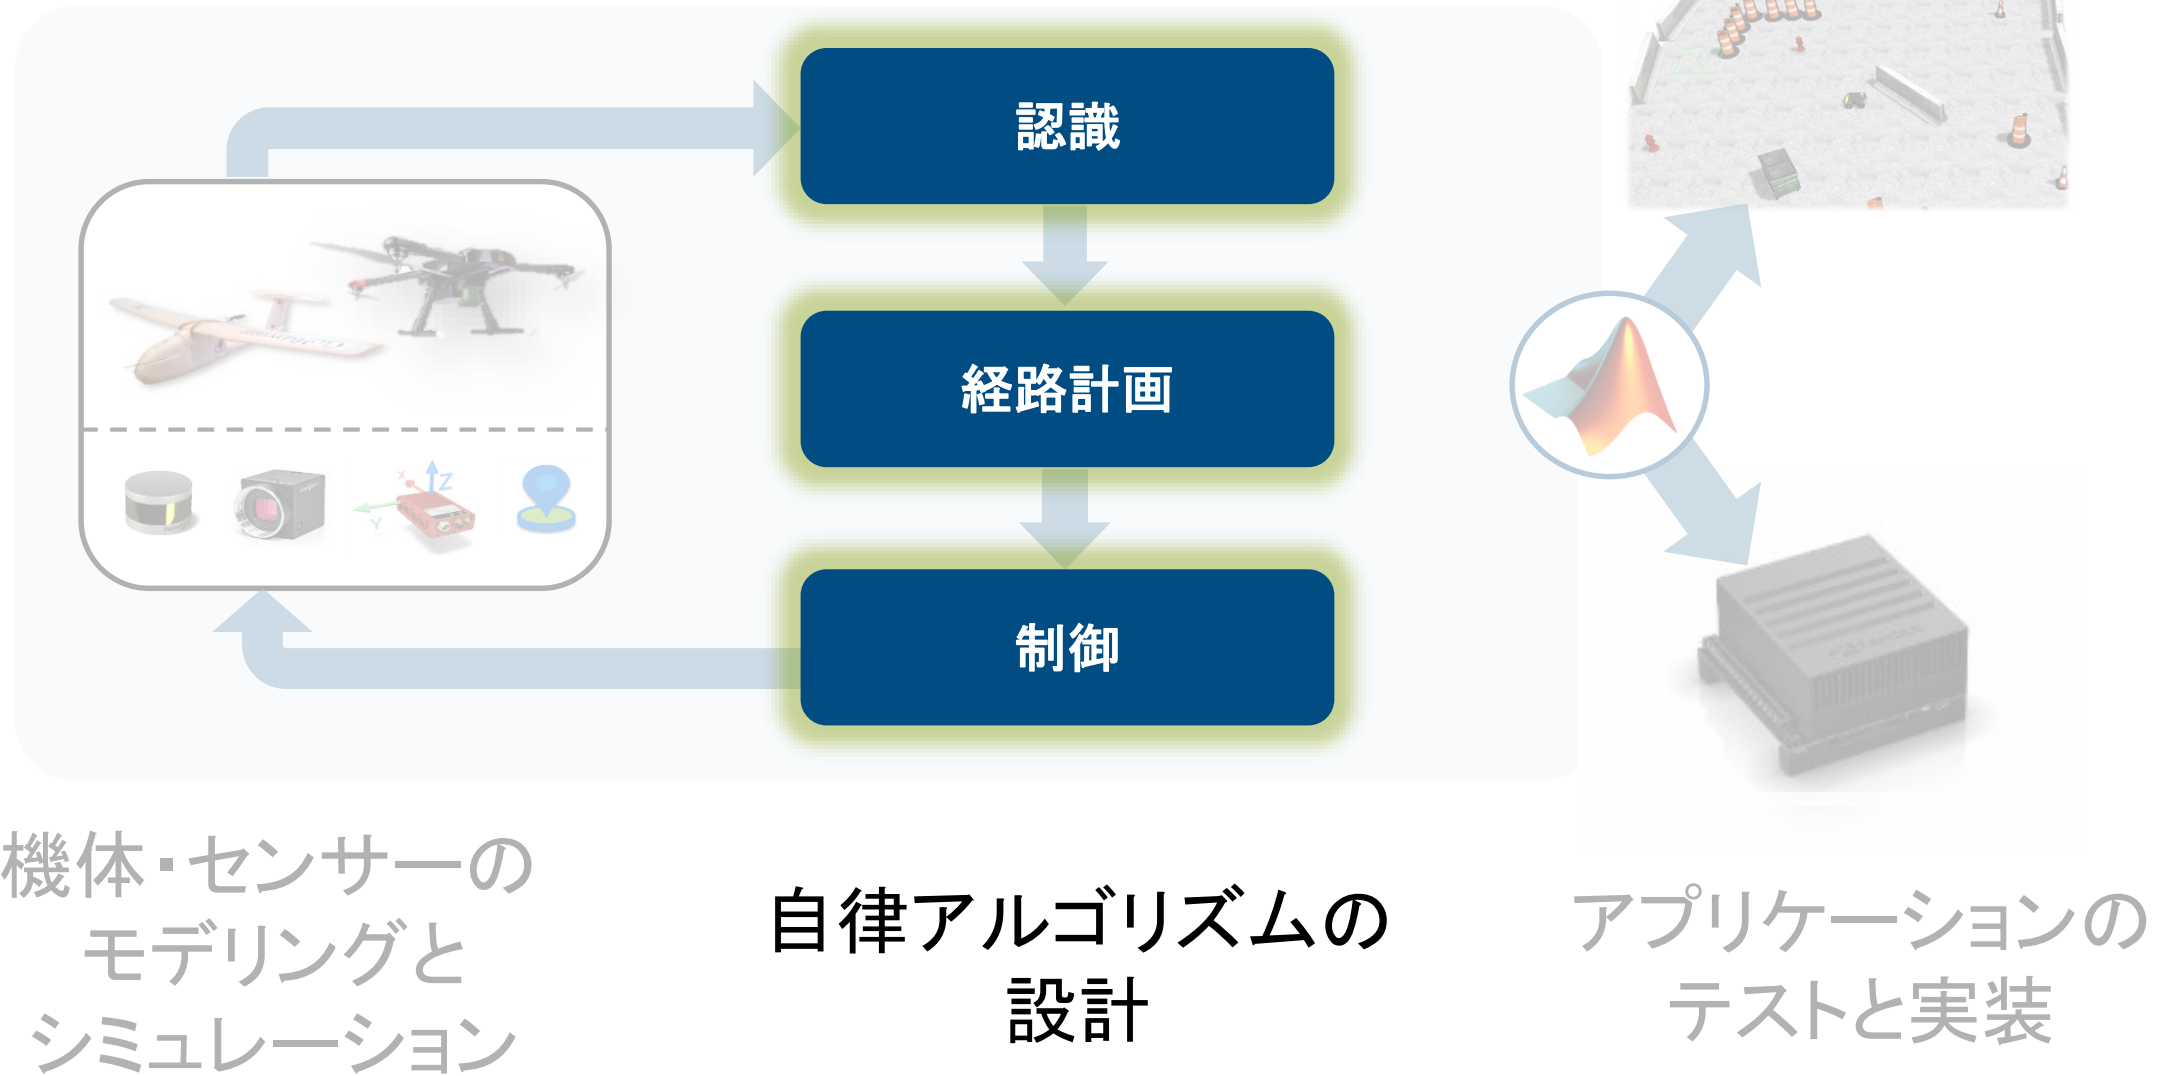 認識
経路計画
制御
X
Z
Y
機体・センサーの
モデリングと
シミュレーション
自律アルゴリズムの
設計
アプリケーションの
テストと実装